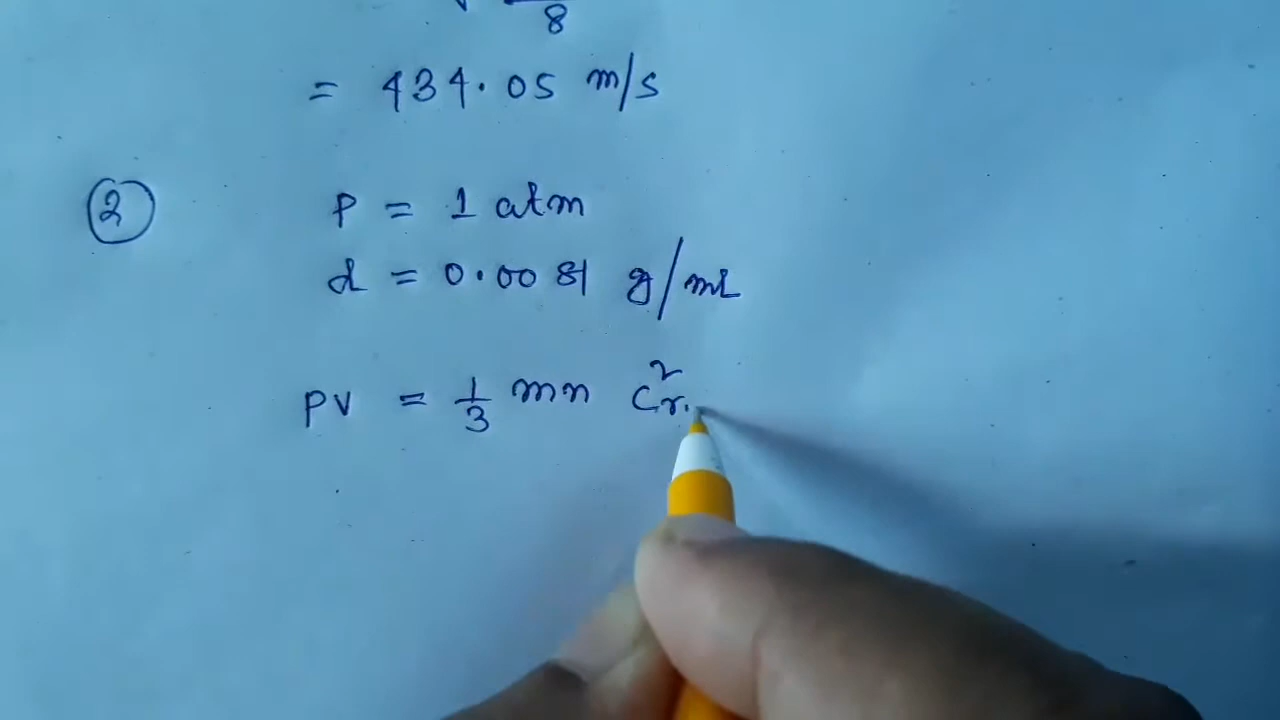 8
= 434.05 m/s
2 P = 1 atm
d = 0.0081 g/mL
PV = 1/3 mn C²r.